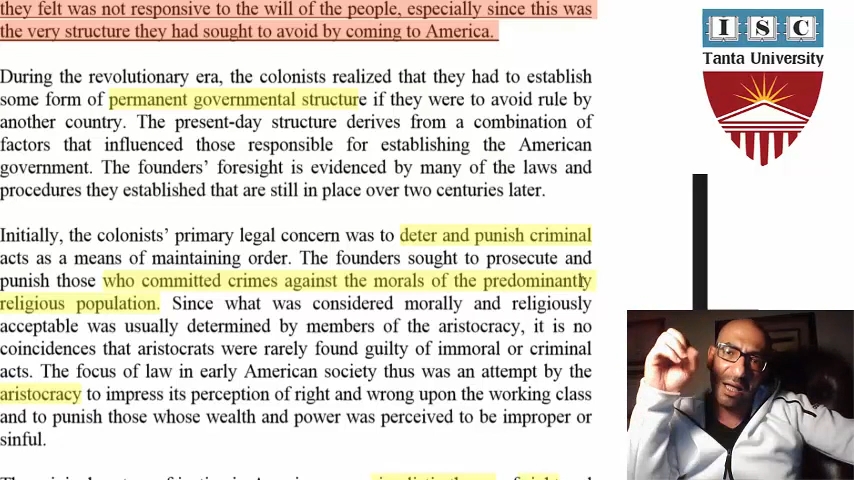 they felt was not responsive to the will of the people, especially since this was
the very structure they had sought to avoid by coming to America.
During the revolutionary era, the colonists realized that they had to establish
some form of permanent governmental structure if they were to avoid rule by
another country. The present-day structure derives from a combination of
factors that influenced those responsible for establishing the American
government. The founders’ foresight is evidenced by many of the laws and
procedures they established that are still in place over two centuries later.
Initially, the colonists’ primary legal concern was to deter and punish criminal
acts as a means of maintaining order. The founders sought to prosecute and
punish those who committed crimes against the morals of the predominantly
religious population. Since what was considered morally and religiously
acceptable was usually determined by members of the aristocracy, it is no
coincidences that aristocrats were rarely found guilty of immoral or criminal
acts. The focus of law in early American society thus was an attempt by the
aristocracy to impress its perception of right and wrong upon the working class
and to punish those whose wealth and power was perceived to be improper or
sinful.
I S C
Tanta University